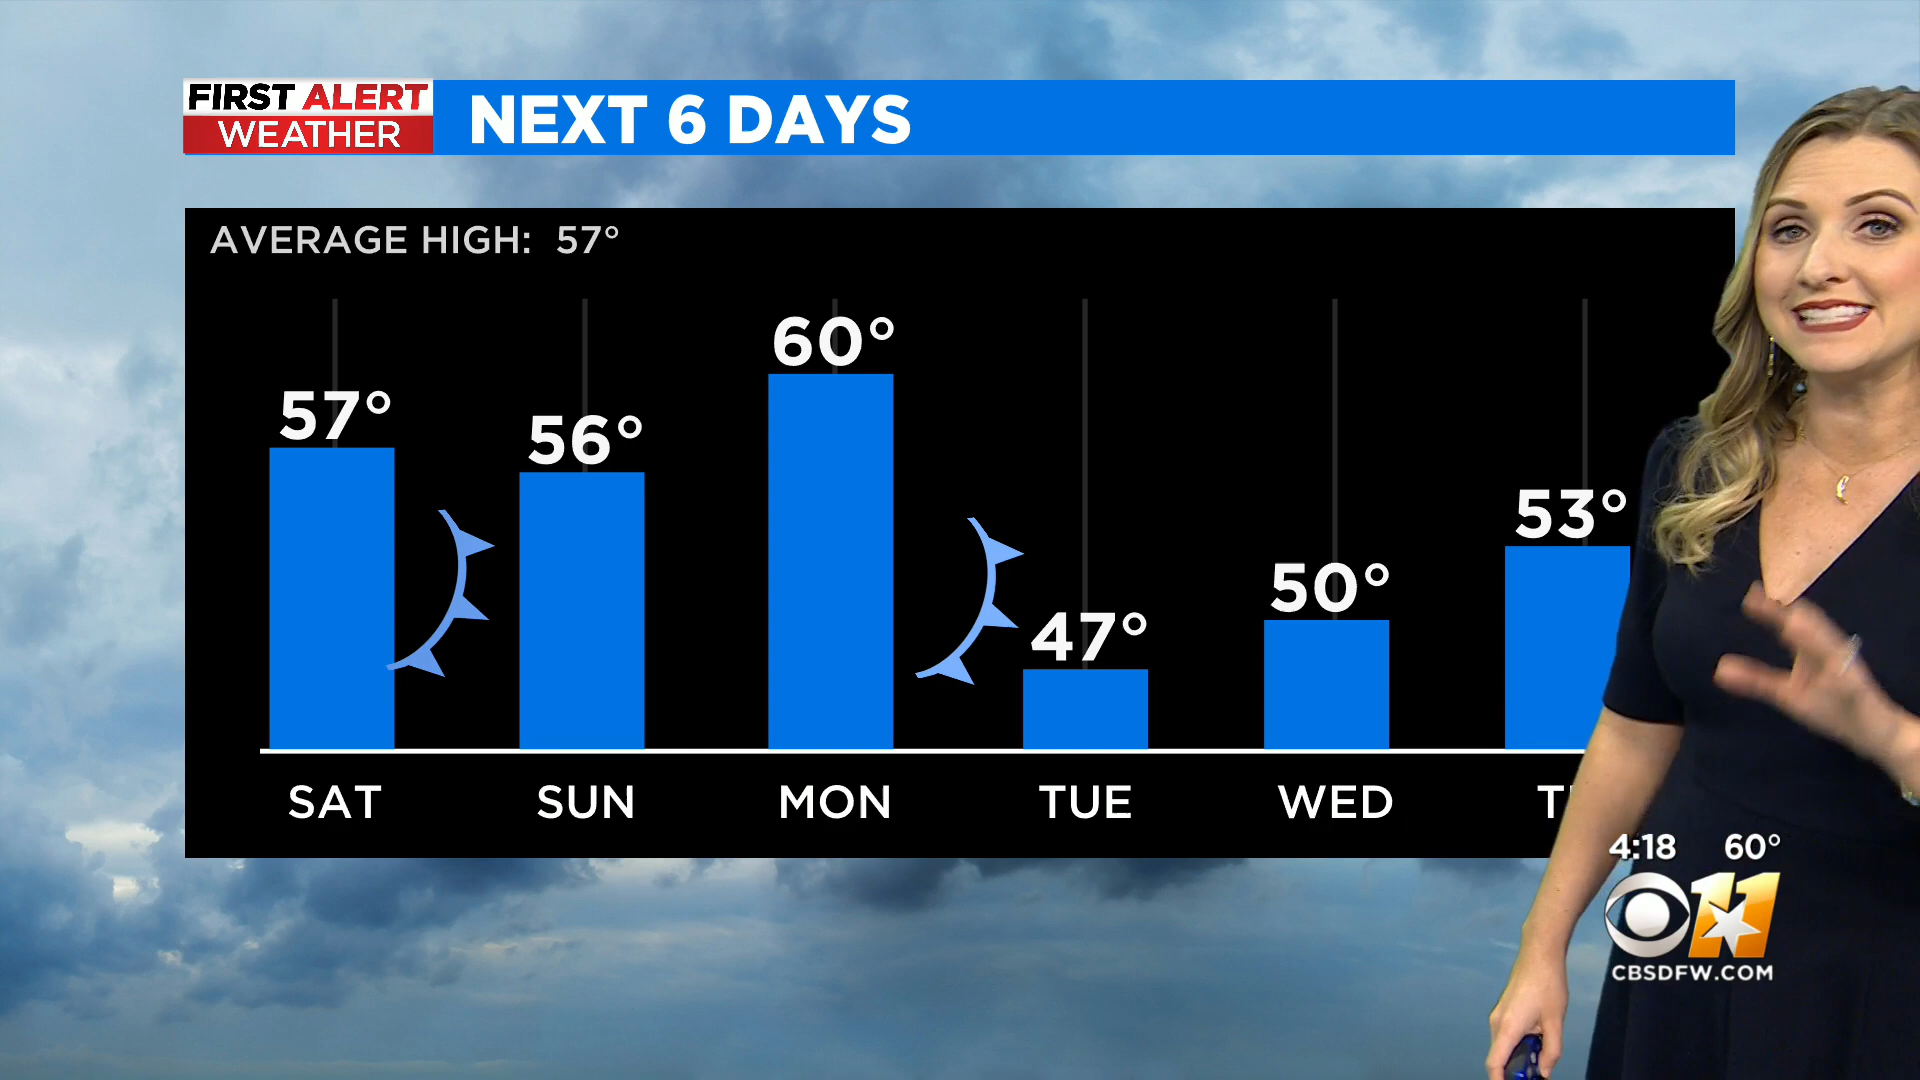 FIRST ALERT
WEATHER
NEXT 6 DAYS
AVERAGE HIGH: 57°
57°
56°
60°
47°
50°
53°
SAT
SUN
MON
TUE
WED
4:18 60°
11
CBSDFW.COM